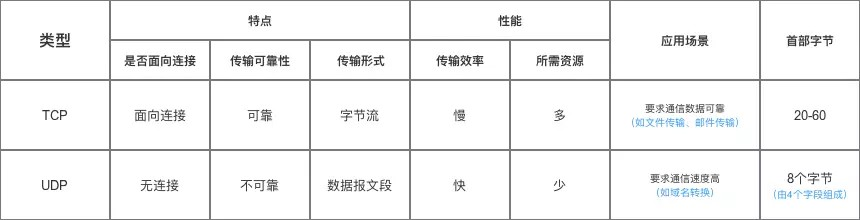 类型
特点
性能
应用场景
首部字节
是否面向连接
传输可靠性
传输形式
传输效率
所需资源
TCP
面向连接
可靠
字节流
慢
多
要求通信数据可靠
（如文件传输、邮件传输）
20-60
UDP
无连接
不可靠
数据报文段
快
少
要求通信速度高
（如域名转换）
8个字节
（由4个字段组成）